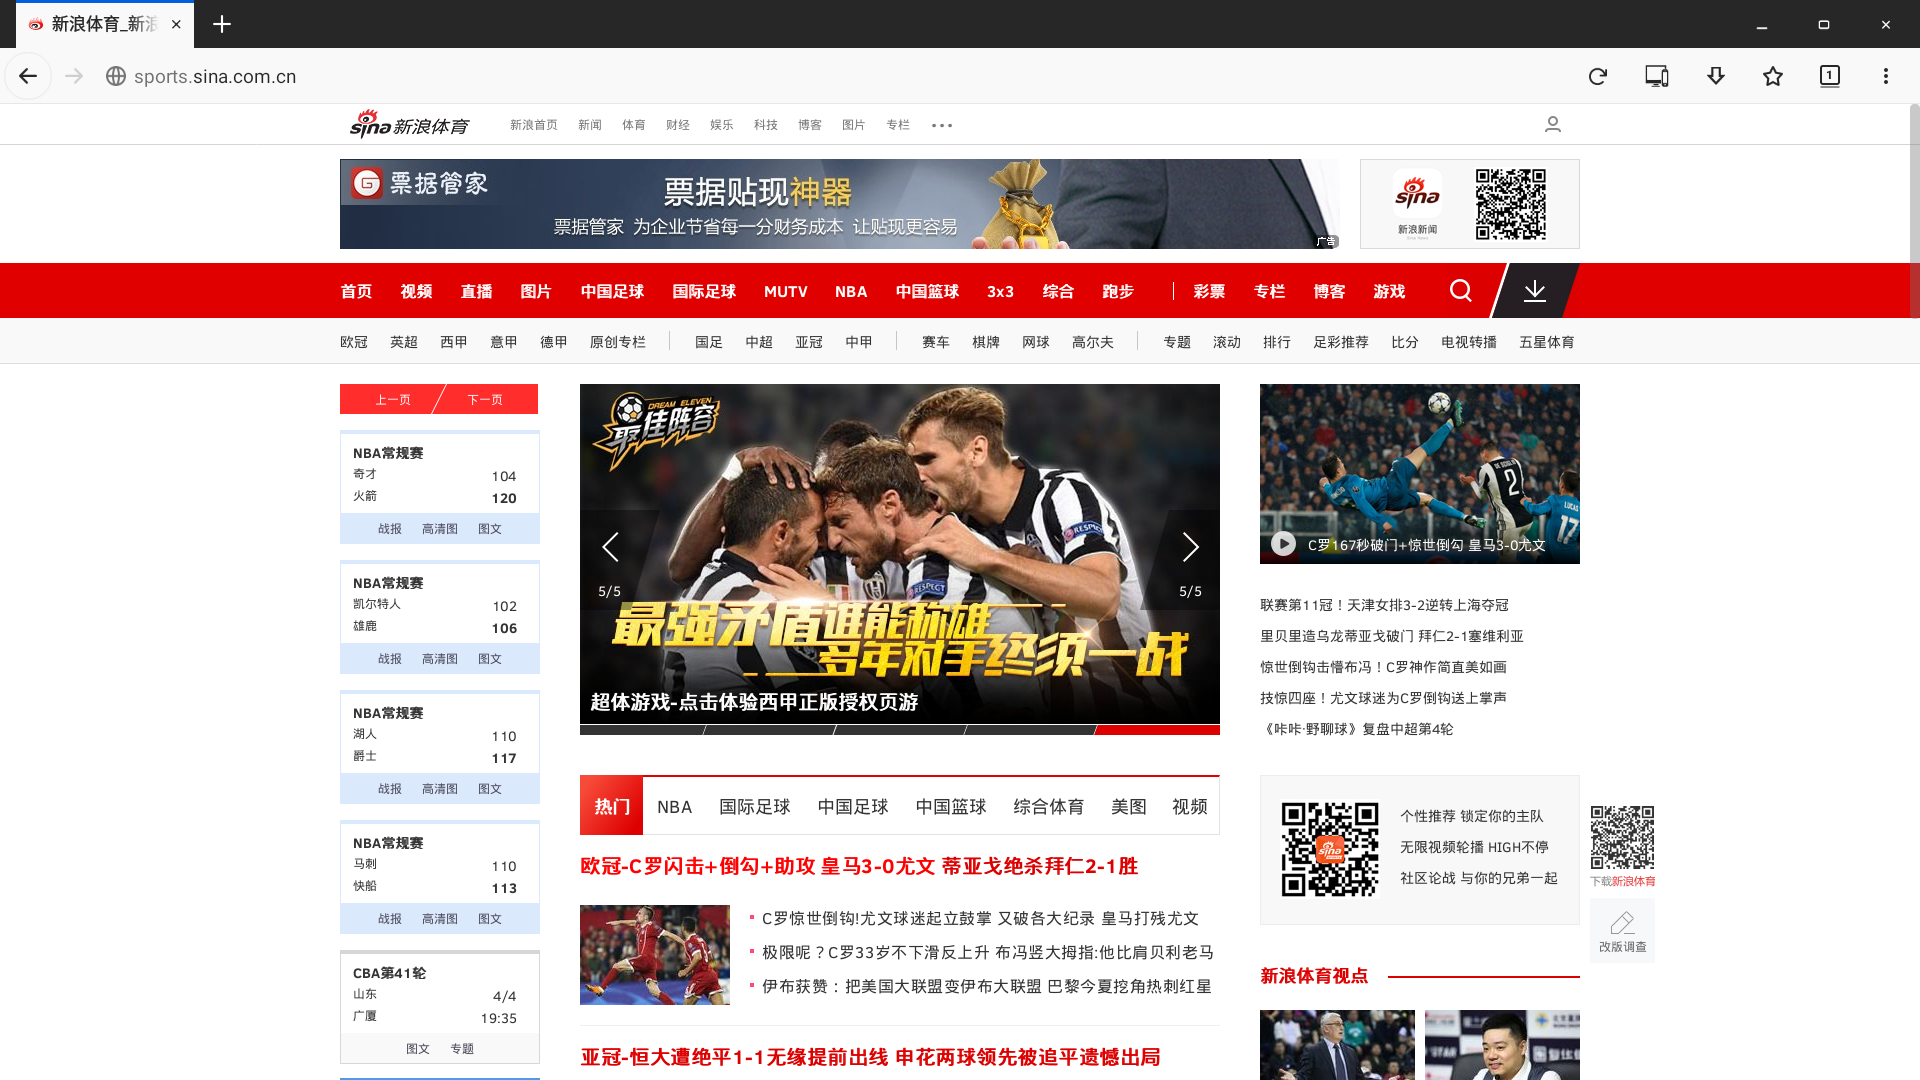 新浪体育_新浪
sports.sina.com.cn
1
sina 新浪体育
新浪首页 新闻 体育 财经 娱乐 科技 博客 图片 专栏
票据管家
票据贴现神器
票据管家 为企业节省每一分财务成本 让贴现更容易
广告
sina
新浪新闻
首页 视频 直播 图片 中国足球 国际足球 MUTV NBA 中国篮球 3x3 综合 跑步 彩票 专栏 博客 游戏
欧冠 英超 西甲 意甲 德甲 原创专栏 国足 中超 亚冠 中甲 赛车 棋牌 网球 高尔夫 专题 滚动 排行 足彩推荐 比分 电视转播 五星体育
上一页 下一页
NBA常规赛
奇才 104
火箭 120
战报 高清图 图文
NBA常规赛
凯尔特人 102
雄鹿 106
战报 高清图 图文
NBA常规赛
湖人 110
爵士 117
战报 高清图 图文
NBA常规赛
马刺 110
快船 113
战报 高清图 图文
CBA第41轮
山东 4/4
广厦 19:35
图文 专题
DREAM ELEVEN
最佳阵容
RESPECT
RESPECT
5/5
5/5
最强矛盾谁能称雄
多年对手终须一战
超体游戏-点击体验西甲正版授权页游
热门 NBA 国际足球 中国足球 中国篮球 综合体育 美图 视频
欧冠-C罗闪击+倒勾+助攻 皇马3-0尤文 蒂亚戈绝杀拜仁2-1胜
C罗惊世倒钩!尤文球迷起立鼓掌 又破各大纪录 皇马打残尤文
极限呢？C罗33岁不下滑反上升 布冯竖大拇指:他比肩贝利老马
伊布获赞：把美国大联盟变伊布大联盟 巴黎今夏挖角热刺红星
亚冠-恒大遭绝平1-1无缘提前出线 申花两球领先被追平遗憾出局
2
LUCAS
17
C罗167秒破门+惊世倒勾 皇马3-0尤文
联赛第11冠！天津女排3-2逆转上海夺冠
里贝里造乌龙蒂亚戈破门 拜仁2-1塞维利亚
惊世倒钩击懵布冯！C罗神作简直美如画
技惊四座！尤文球迷为C罗倒钩送上掌声
《咔咔·野聊球》复盘中超第4轮
sina
个性推荐 锁定你的主队
无限视频轮播 HIGH不停
社区论战 与你的兄弟一起
下载新浪体育
改版调查
新浪体育视点